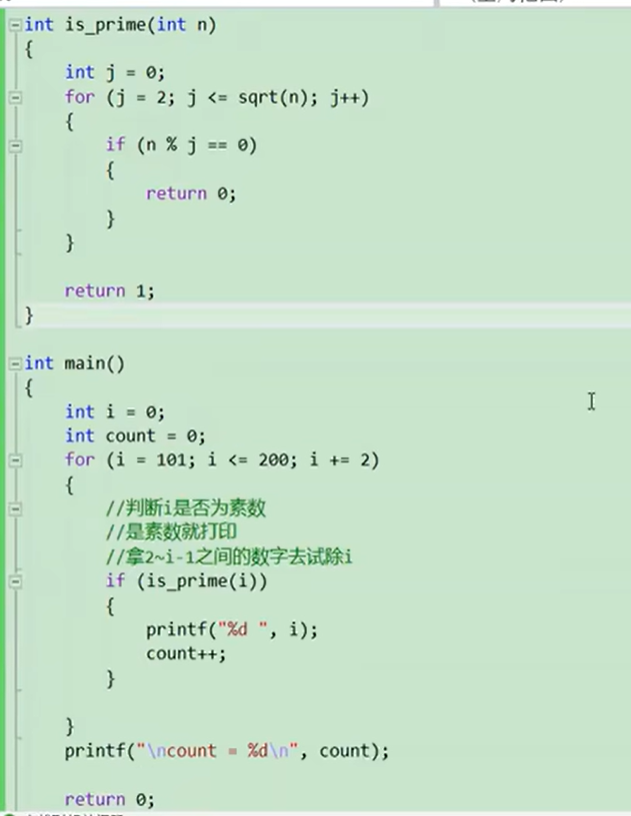 int is_prime(int n)
{
    int j = 0;
    for (j = 2; j <= sqrt(n); j++)
    {
        if (n % j == 0)
        {
            return 0;
        }
    }

    return 1;
}

int main()
{
    int i = 0;
    int count = 0;
    for (i = 101; i <= 200; i += 2)
    {
        //判断i是否为素数
        //是素数就打印
        //拿2~i-1之间的数字去试除i
        if (is_prime(i))
        {
            printf("%d ", i);
            count++;
        }

    }
    printf("\ncount = %d\n", count);

    return 0;